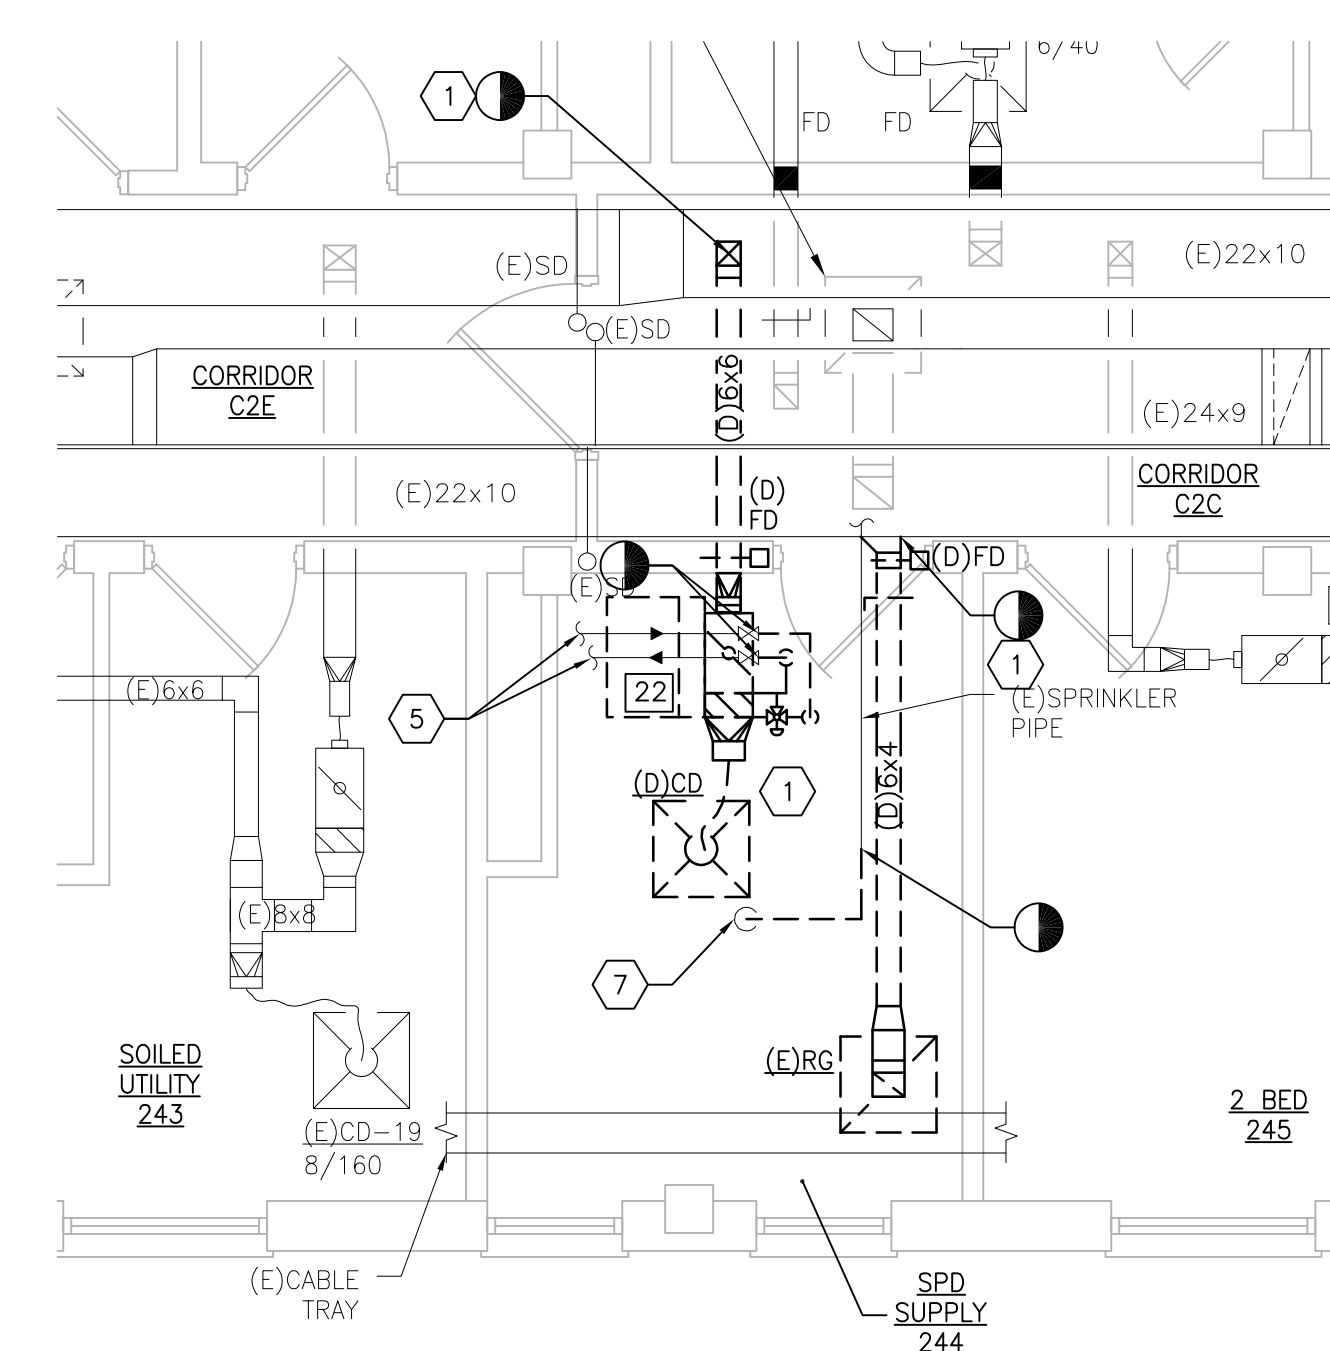 6/40
1
FD
FD
(E)SD
(E)22x10
(E)SD
CORRIDOR
C2E
(D)6x6
(E)24x9
(E)22x10
(D)
FD
CORRIDOR
C2C
(E)SD
(D)FD
1
(E)6x6
22
5
(E)SPRINKLER
PIPE
(D)CD
1
(D)6x4
(E)8x8
7
SOILED
UTILITY
243
(E)RG
2 BED
245
(E)CD-19
8/160
(E)CABLE
TRAY
SPD
SUPPLY
244